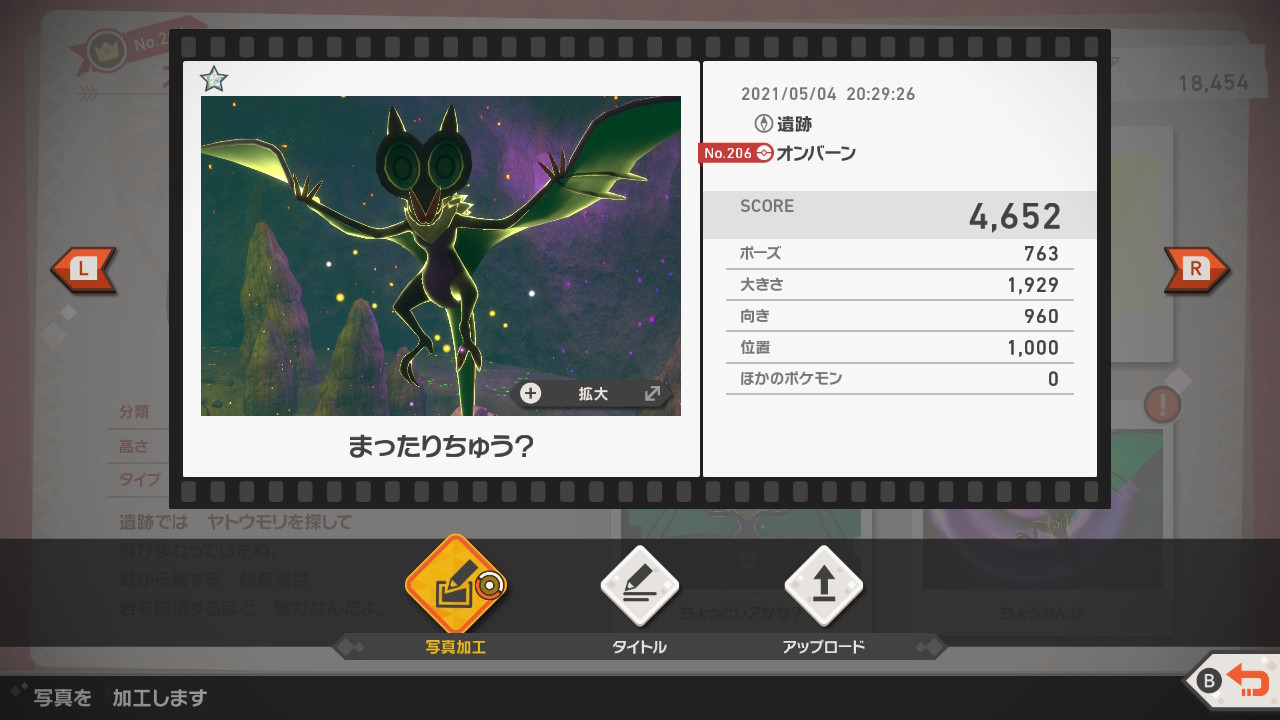 No.2
18,454
2021/05/04 20:29:26
遺跡
No.206 オンバーン
SCORE 4,652
ポーズ 763
大きさ 1,929
向き 960
位置 1,000
ほかのポケモン 0
+ 拡大
まったりちゅう?
L
R
分類
高さ
タイプ
遺跡では ヤトウモリを探して
飛びまわっていたね。
耳から発する 超音波は
岩を破壊するほど 強力なんだよ。
ちょっとレアかも?
ちょうおんぱ
写真加工
タイトル
アップロード
写真を 加工します
B